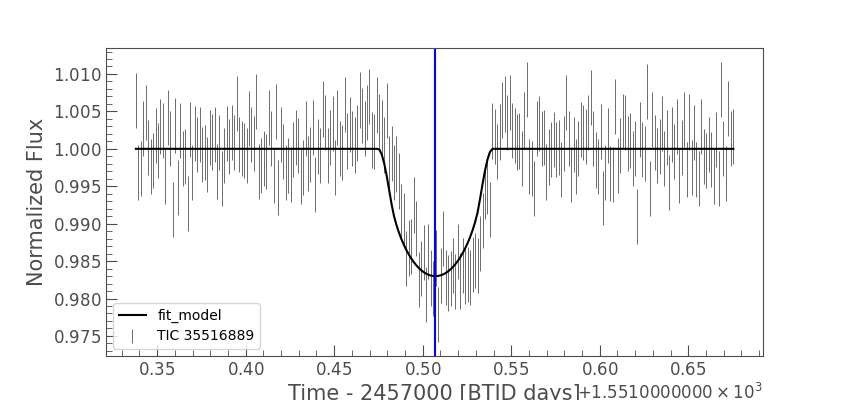 1.010
1.005
1.000
0.995
0.990
0.985
0.980
0.975
Normalized Flux
fit_model
TIC 35516889
0.35 0.40 0.45 0.50 0.55 0.60 0.65
Time - 2457000 [BTJD days]
+1.5510000000 × 10³